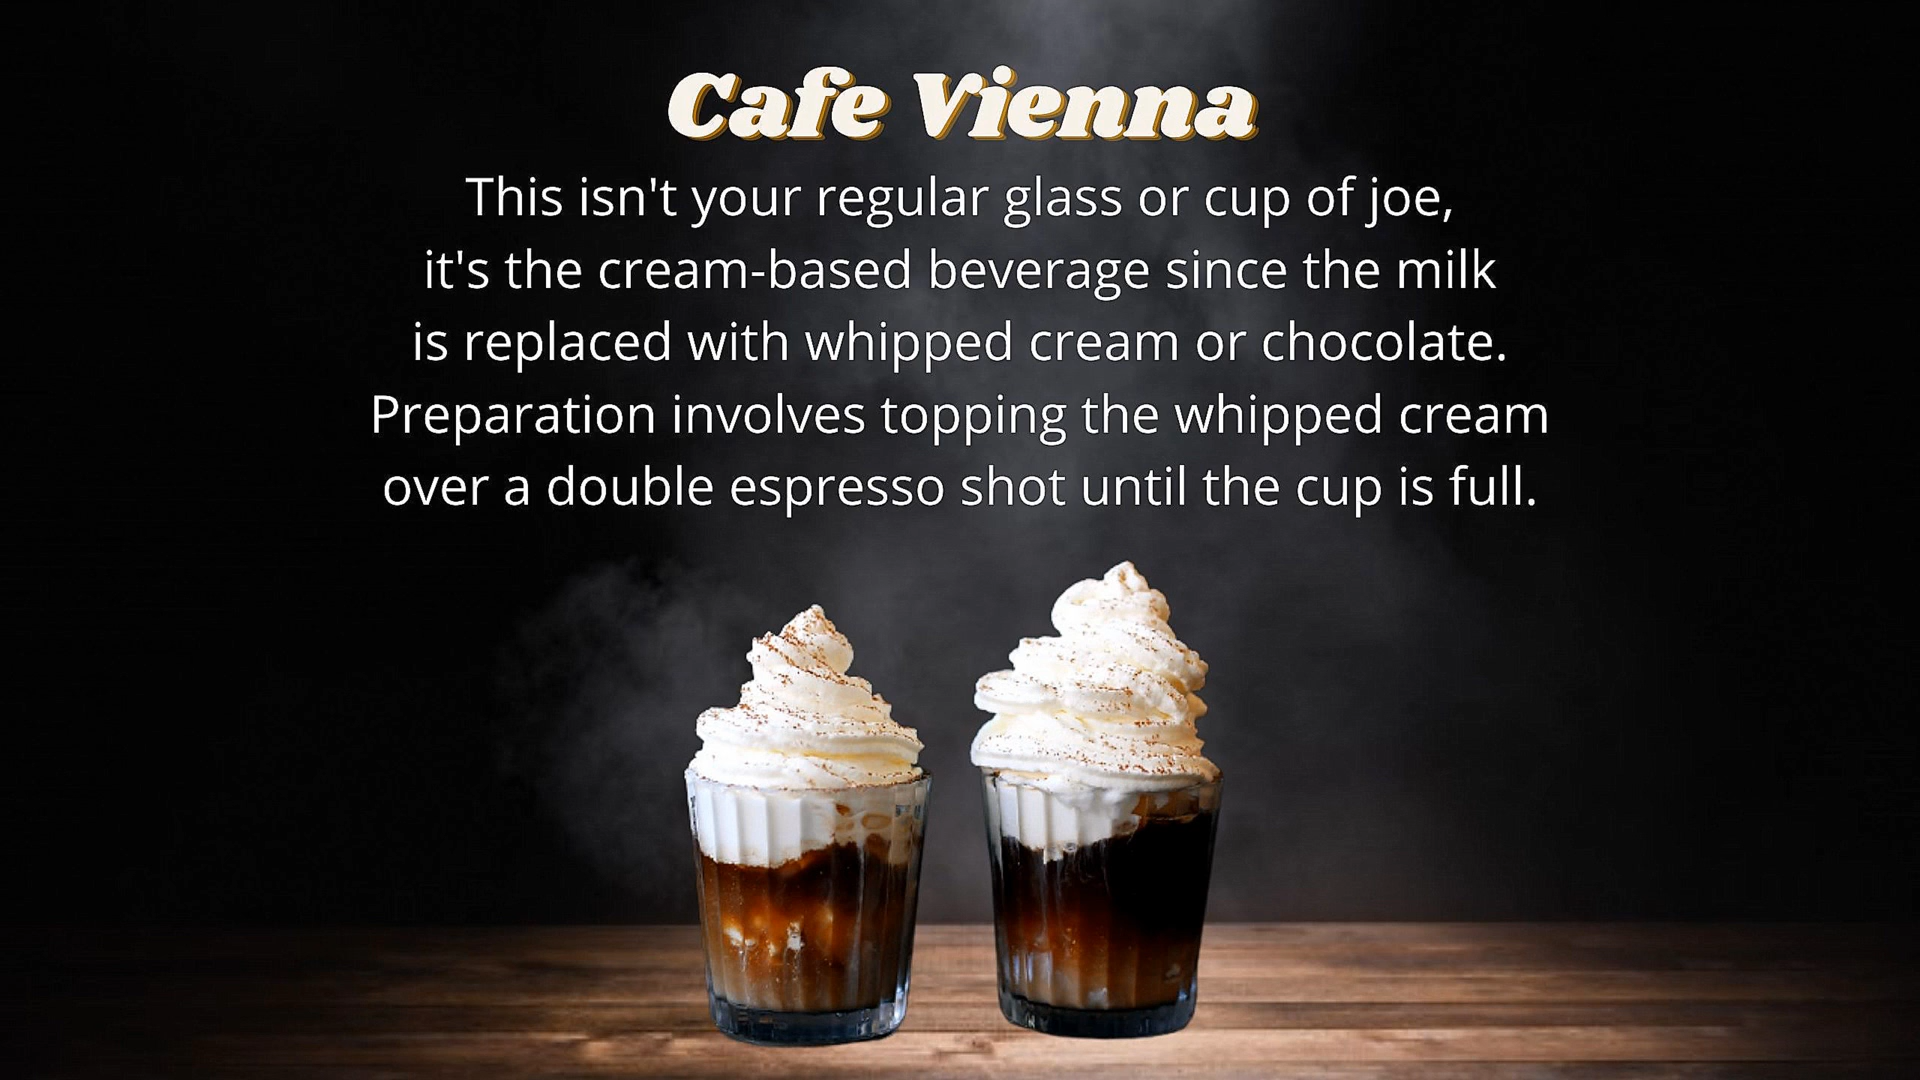 Cafe Vienna
This isn't your regular glass or cup of joe,
it's the cream-based beverage since the milk
is replaced with whipped cream or chocolate.
Preparation involves topping the whipped cream
over a double espresso shot until the cup is full.